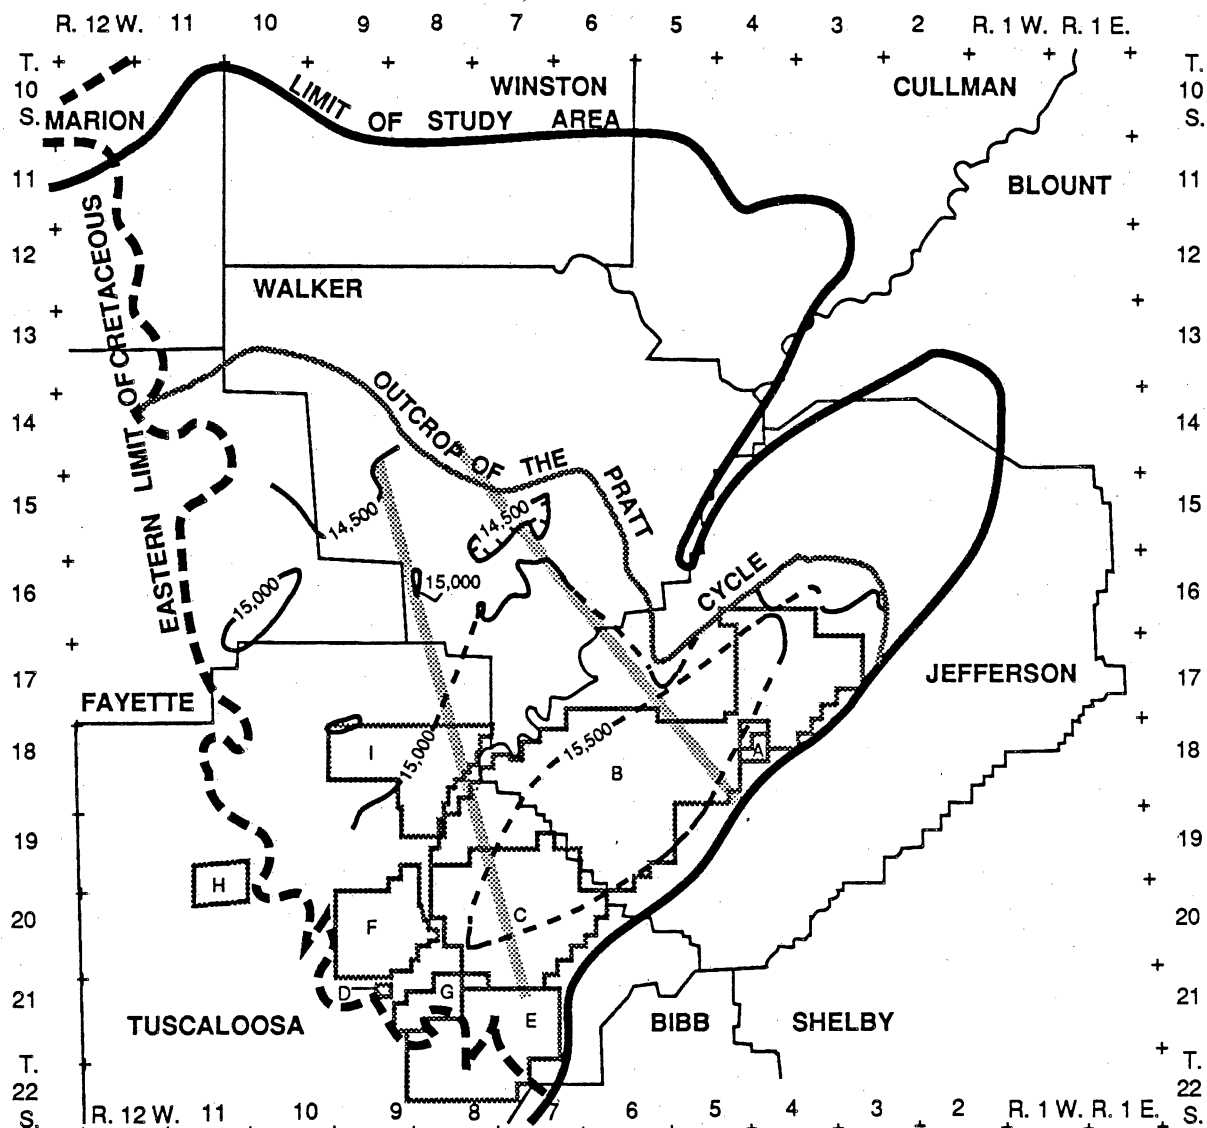 R. 12 W. 11 10 9 8 7 6 5 4 3 2 R. 1 W. R. 1 E.
T. 10 S.
T. 10 S.
WINSTON
CULLMAN
MARION
LIMIT OF STUDY AREA
11
11
BLOUNT
12
12
WALKER
13
13
EASTERN LIMIT OF CRETACEOUS
OUTCROP OF THE PRATT CYCLE
14
14
15
15
14,500
14,500
15,000
15,000
16
16
17
17
FAYETTE
JEFFERSON
18
18
I
15,000
15,500
B
A
19
19
H
20
20
F
C
21
21
D
G
E
TUSCALOOSA
BIBB
SHELBY
T. 22 S.
T. 22 S.
R. 12 W. 11 10 9 8 7 6 5 4 3 2 R. 1 W. R. 1 E.